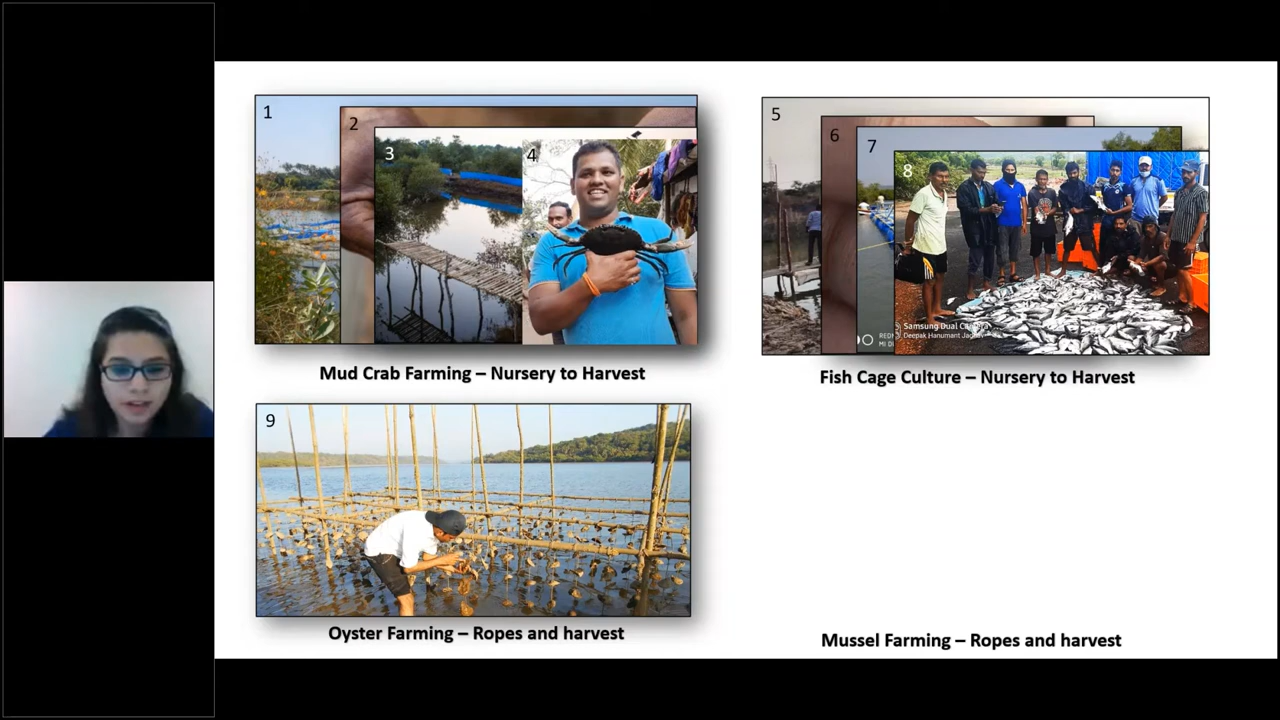 1
2
3
4
Mud Crab Farming – Nursery to Harvest
5
6
7
8
Samsung Dual Camera
Deepak Hanumant Jadhav
Fish Cage Culture – Nursery to Harvest
9
Oyster Farming – Ropes and harvest
Mussel Farming – Ropes and harvest